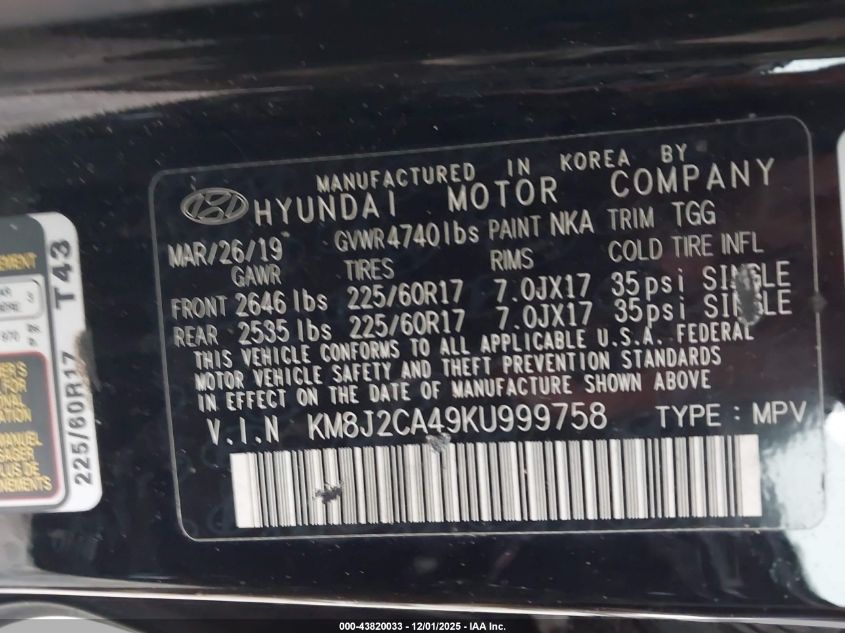 MANUFACTURED IN KOREA BY
HYUNDAI MOTOR COMPANY
MAR/26/19 GVWR4740lbs PAINT NKA TRIM TGG
GAWR TIRES RIMS COLD TIRE INFL
FRONT 2646 lbs 225/60R17 7.0JX17 35psi SINGLE
REAR 2535 lbs 225/60R17 7.0JX17 35psi SINGLE
THIS VEHICLE CONFORMS TO ALL APPLICABLE U.S.A. FEDERAL
MOTOR VEHICLE SAFETY AND THEFT PREVENTION STANDARDS
IN EFFECT ON THE DATE OF MANUFACTURE SHOWN ABOVE
V.I.N KM8J2CA49KU999758 TYPE : MPV
T43
225/60R17
000-43820033 - 12/01/2025 - IAA Inc.